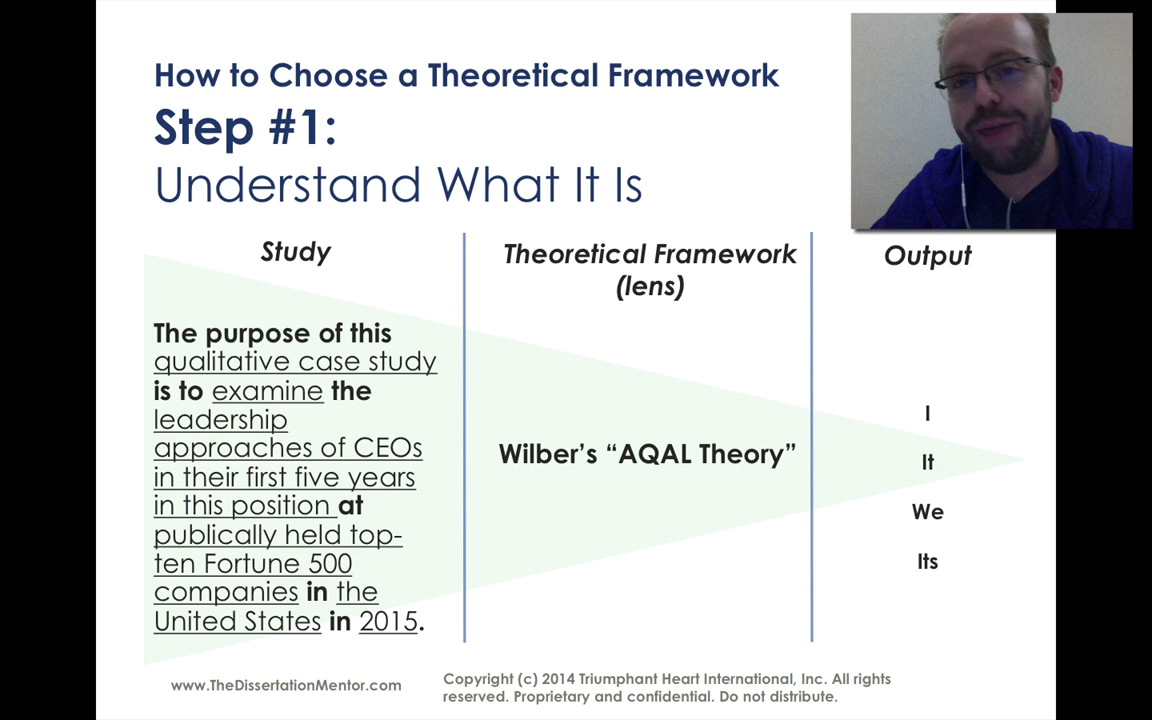 How to Choose a Theoretical Framework
Step #1:
Understand What It Is
Study
The purpose of this
qualitative case study
is to examine the
leadership
approaches of CEOs
in their first five years
in this position at
publically held top-
ten Fortune 500
companies in the
United States in 2015.
Theoretical Framework
(lens)
Wilber's “AQAL Theory”
Output
I
It
We
Its
www.TheDissertationMentor.com
Copyright (c) 2014 Triumphant Heart International, Inc. All rights
reserved. Proprietary and confidential. Do not distribute.